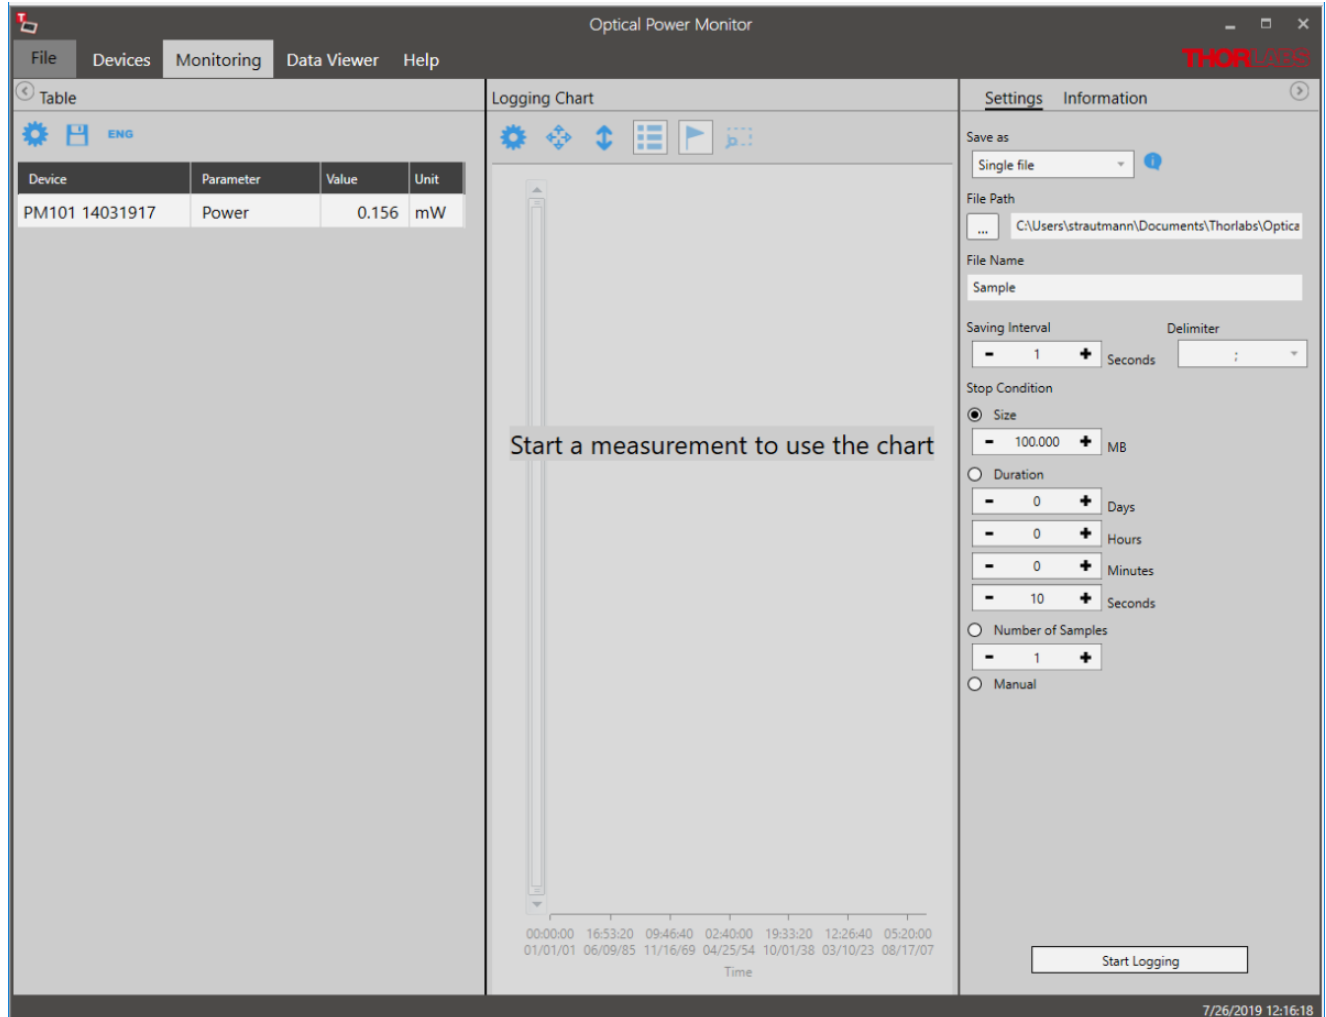 Optical Power Monitor
File Devices Monitoring Data Viewer Help
THORLABS
Table
ENG
Device Parameter Value Unit
PM101 14031917 Power 0.156 mW
Logging Chart
Start a measurement to use the chart
00:00:00 16:53:20 09:46:40 02:40:00 19:33:20 12:26:40 05:20:00
01/01/01 06/09/85 11/16/69 04/25/54 10/01/38 03/10/23 08/17/07
Time
Settings Information
Save as
Single file
File Path
... C:\Users\strautmann\Documents\Thorlabs\Optica
File Name
Sample
Saving Interval Delimiter
- 1 + Seconds ;
Stop Condition
Size
- 100.000 + MB
Duration
- 0 + Days
- 0 + Hours
- 0 + Minutes
- 10 + Seconds
Number of Samples
- 1 +
Manual
Start Logging
7/26/2019 12:16:18